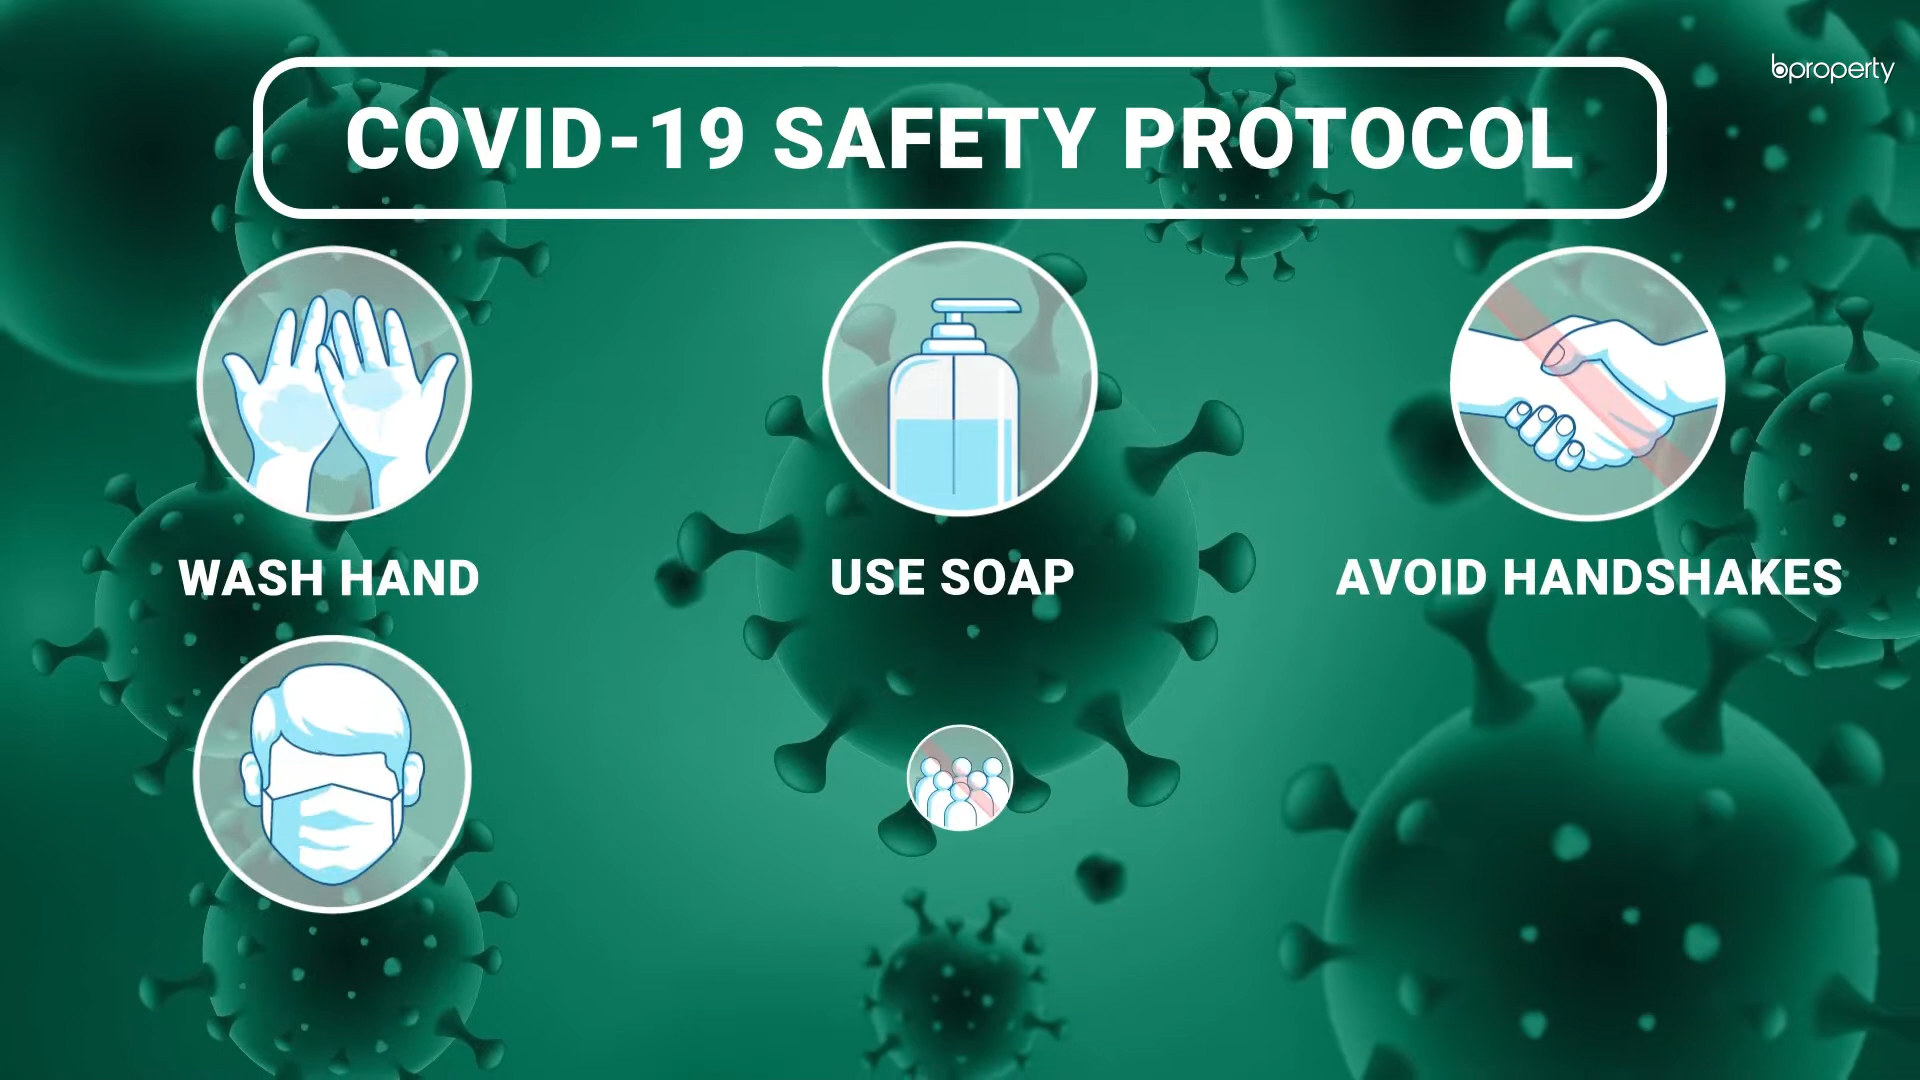 bproperty
COVID-19 SAFETY PROTOCOL
WASH HAND
USE SOAP
AVOID HANDSHAKES